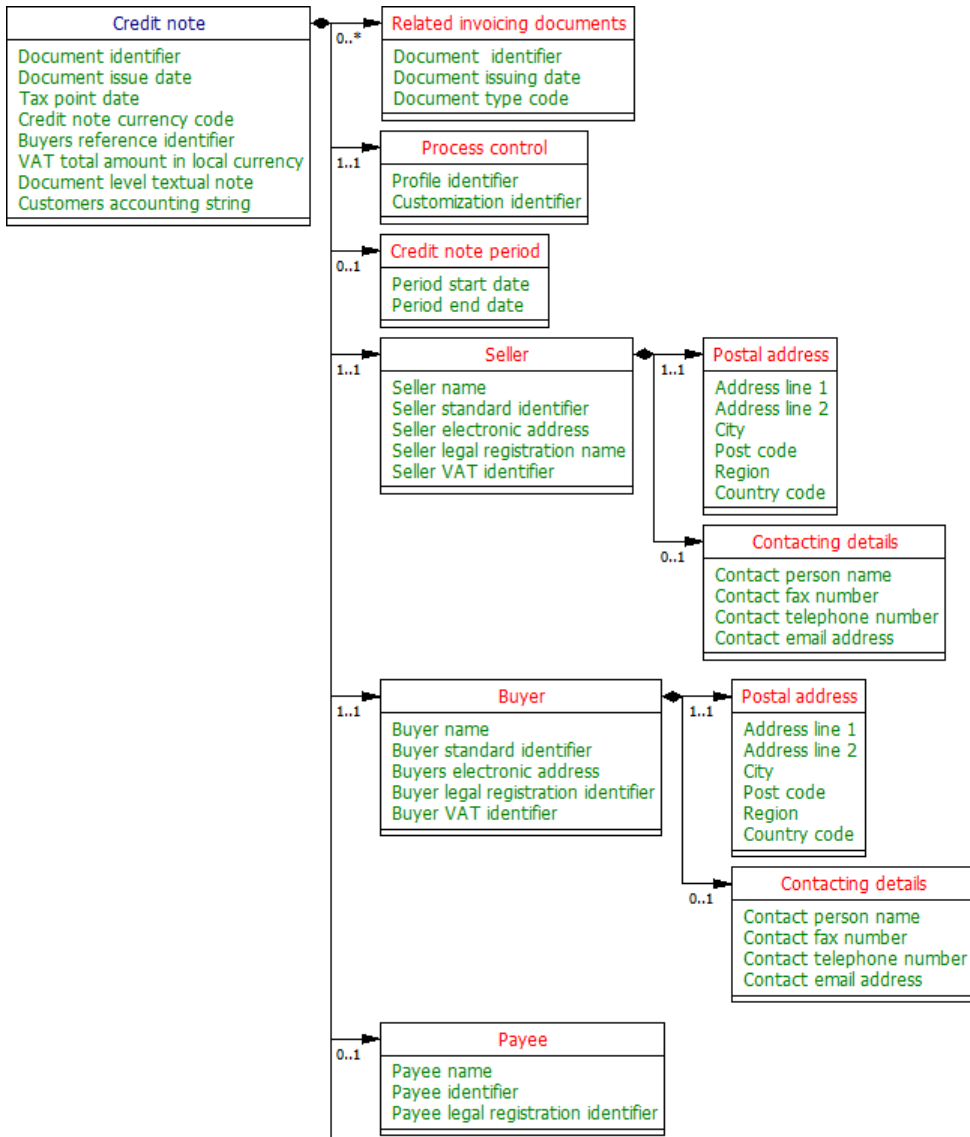 Credit note
Document identifier
Document issue date
Tax point date
Credit note currency code
Buyers reference identifier
VAT total amount in local currency
Document level textual note
Customers accounting string
0..*
Related invoicing documents
Document  identifier
Document issuing date
Document type code
1..1
Process control
Profile identifier
Customization identifier
0..1
Credit note period
Period start date
Period end date
1..1
Seller
Seller name
Seller standard identifier
Seller electronic address
Seller legal registration name
Seller VAT identifier
1..1
Postal address
Address line 1
Address line 2
City
Post code
Region
Country code
0..1
Contacting details
Contact person name
Contact fax number
Contact telephone number
Contact email address
1..1
Buyer
Buyer name
Buyer standard identifier
Buyers electronic address
Buyer legal registration identifier
Buyer VAT identifier
1..1
Postal address
Address line 1
Address line 2
City
Post code
Region
Country code
0..1
Contacting details
Contact person name
Contact fax number
Contact telephone number
Contact email address
0..1
Payee
Payee name
Payee identifier
Payee legal registration identifier